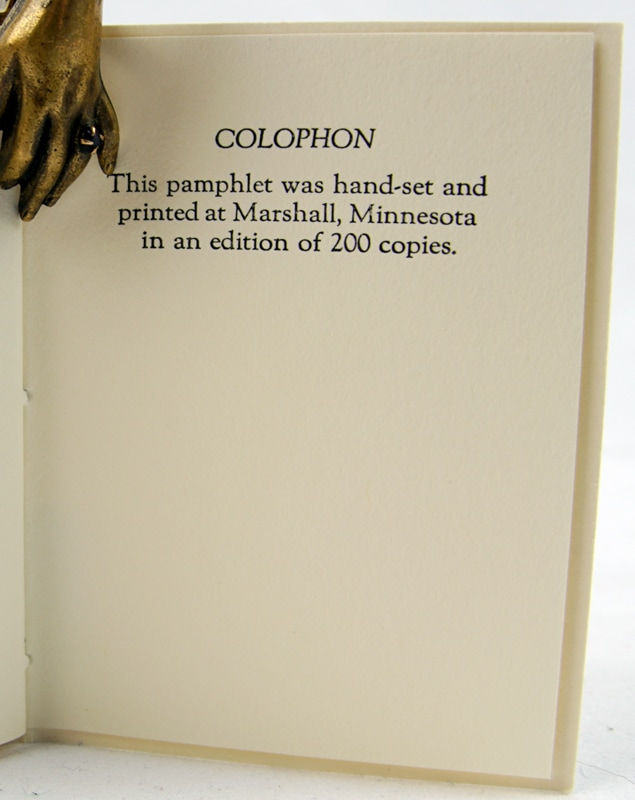 COLOPHON
This pamphlet was hand-set and
printed at Marshall, Minnesota
in an edition of 200 copies.